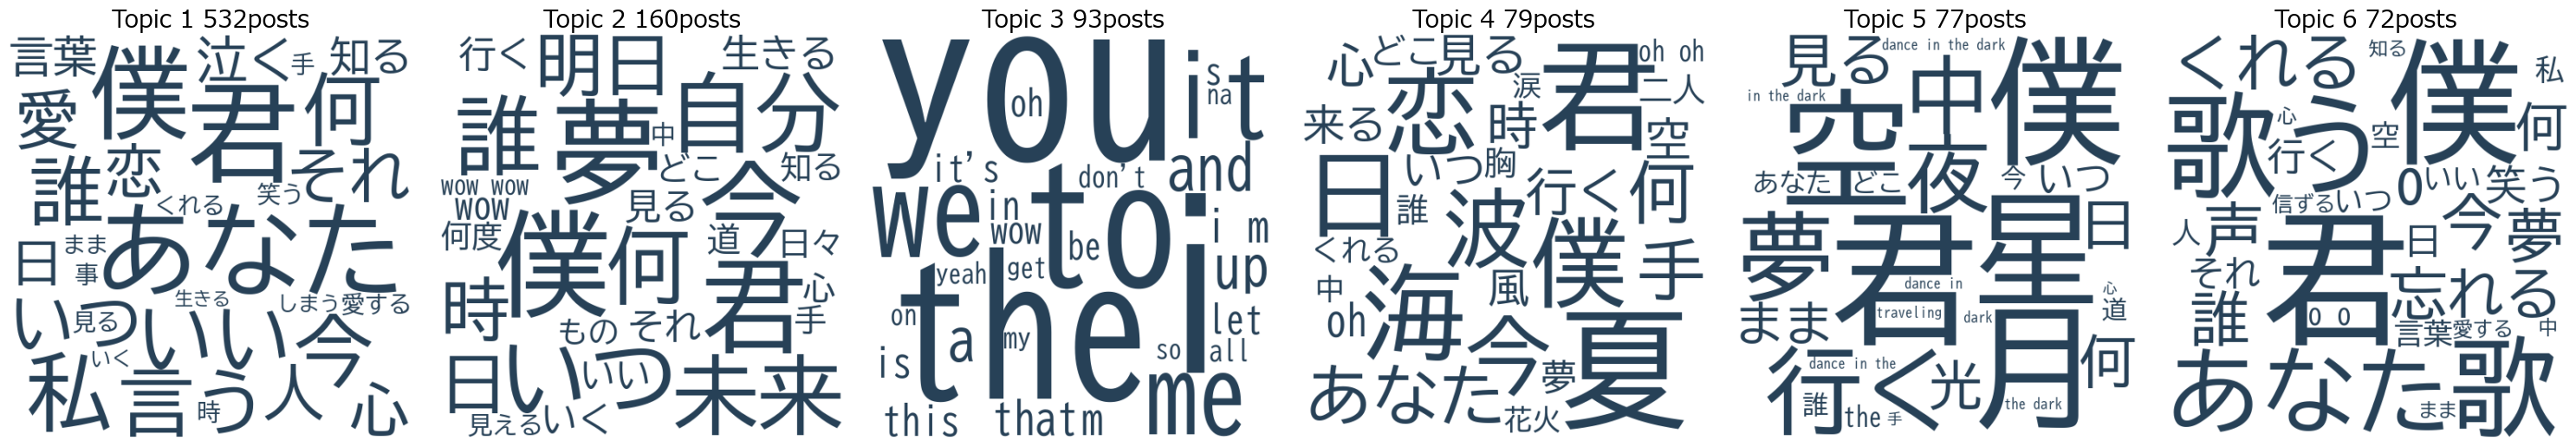 Topic 1 532posts
言葉 僕 泣く 手 知る
愛 君 何
誰 恋 くれる 笑う それ
日 まま 事 あなた
いつ 見る 生きる いい しまう 愛する
いく 今
私 言う 時 人 心
Topic 2 160posts
行く 明日 生きる
誰 夢 中 自分
どこ 知る
wow wow
wow 見る 今
何度 僕 何 道 日々
時 君 心
もの それ 手
日 いつ いい 未来
見える いく
Topic 3 93posts
you oh is na it
it's don't and
we in to i
wow be i m
yeah get up
on the let
a my
is so all
this that m me
Topic 4 79posts
心 どこ 見る 君 oh oh
恋 涙 二人
来る 時 空
日 いつ 胸 行く 何
誰 波
くれる 僕 手
中 海 風
oh 今 夏
あなた 夢
花火
Topic 5 77posts
見る dance in the dark 中 僕
in the dark 空
あなた どこ 夜 今 いつ
夢 君 星 日
まま dance in 心
traveling dark 道
行く dance in the 光 月 何
誰 the 手 the dark
Topic 6 72posts
くれる 知る 僕 私
歌う 心 行く 空 何
0 いい 笑う
信ずる いつ
人 声 君 日 今 夢
それ 忘れる
誰 0 0 言葉 愛する 中
あなた まま 歌